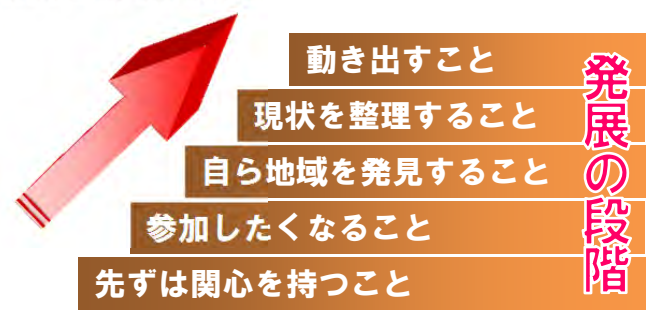 動き出すこと
現状を整理すること
自ら地域を発見すること
参加したくなること
先ずは関心を持つこと
発展の段階